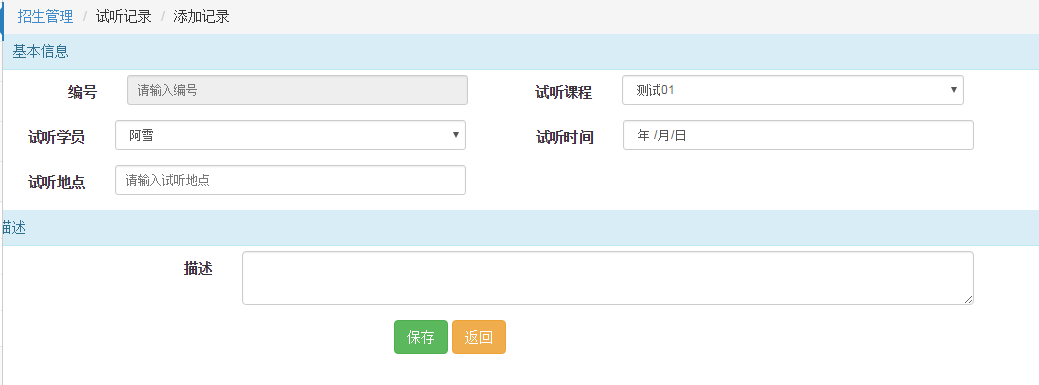 招生管理 / 试听记录 / 添加记录
基本信息
编号 请输入编号 试听课程 测试01
试听学员 阿雪 试听时间 年 /月/日
试听地点 请输入试听地点
描述
描述
保存 返回